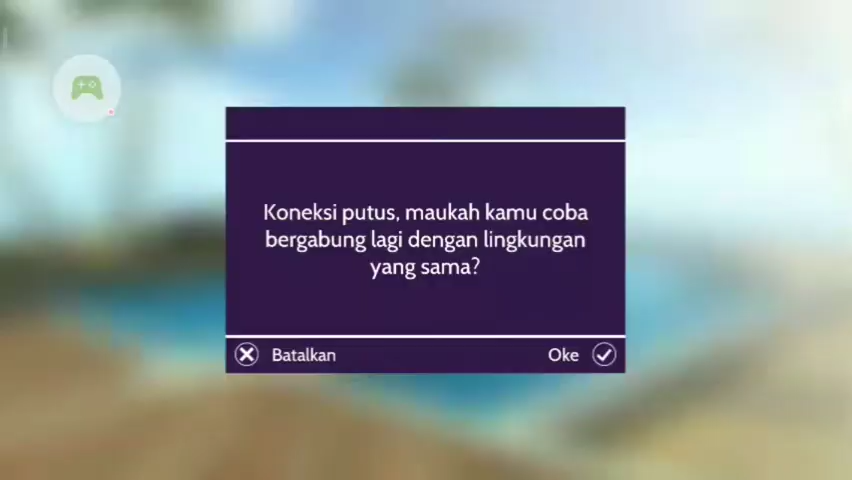 Koneksi putus, maukah kamu coba
bergabung lagi dengan lingkungan
yang sama?
Batalkan
Oke